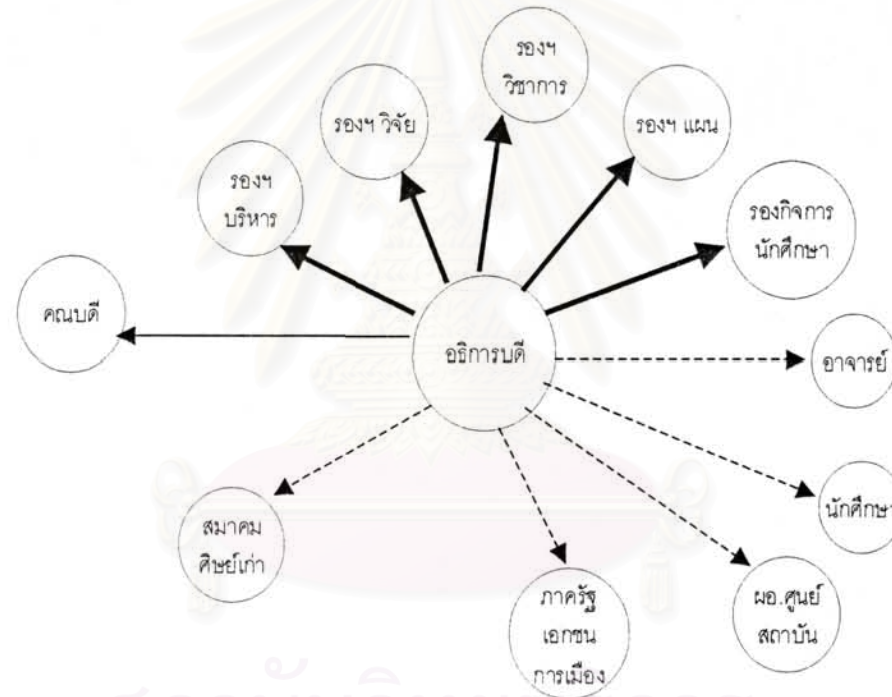 รองฯ
วิชาการ
รองฯ วิจัย
รองฯ แผน
รองฯ
บริหาร
รองกิจการ
นักศึกษา
คณบดี
อธิการบดี
อาจารย์
นักศึกษา
สมาคม
ศิษย์เก่า
ภาครัฐ
เอกชน
การเมือง
ผอ.ศูนย์
สถาบัน